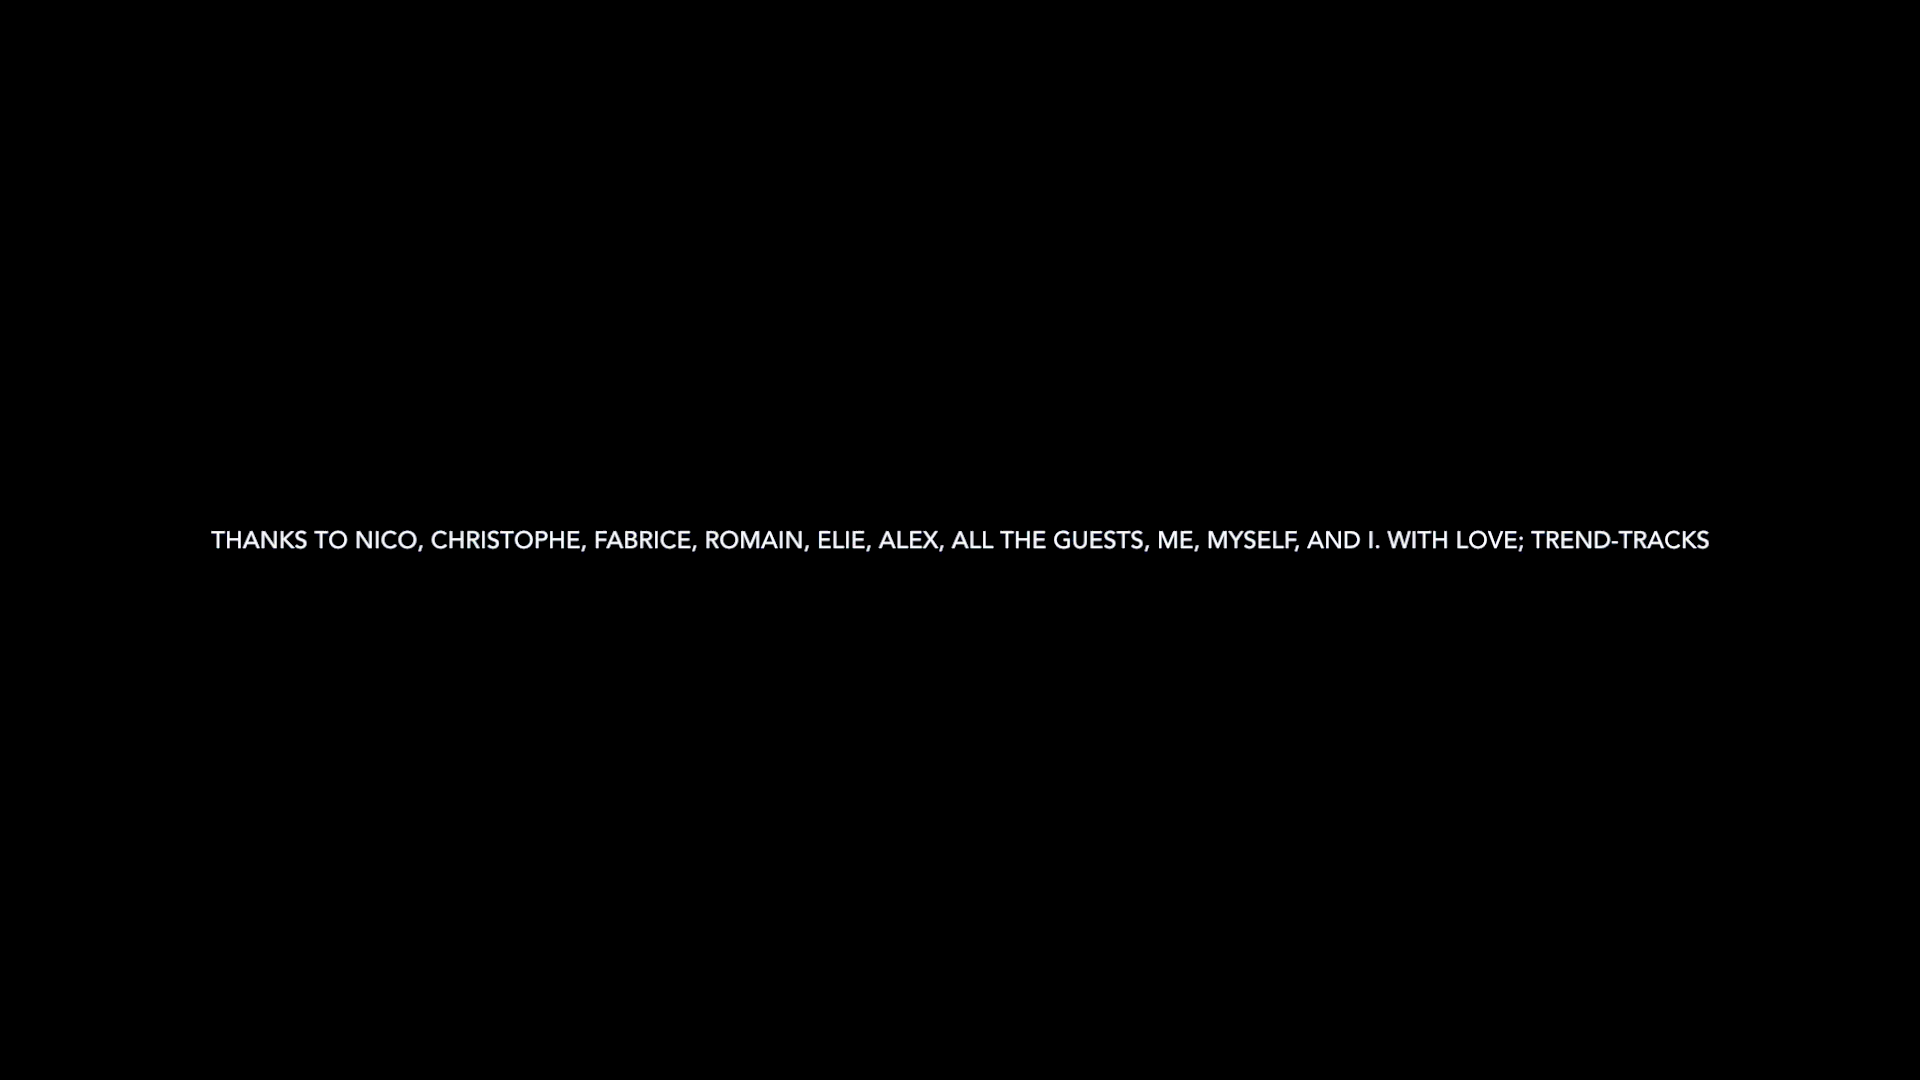 THANKS TO NICO, CHRISTOPHE, FABRICE, ROMAIN, ELIE, ALEX, ALL THE GUESTS, ME, MYSELF, AND I. WITH LOVE; TREND-TRACKS